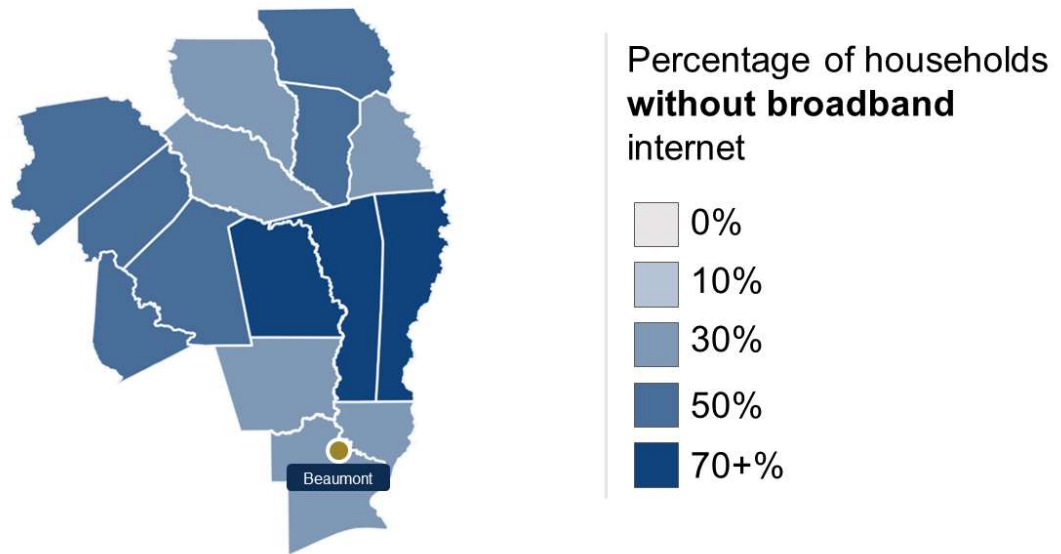 Percentage of households
without broadband
internet
0%
10%
30%
50%
70+%
Beaumont